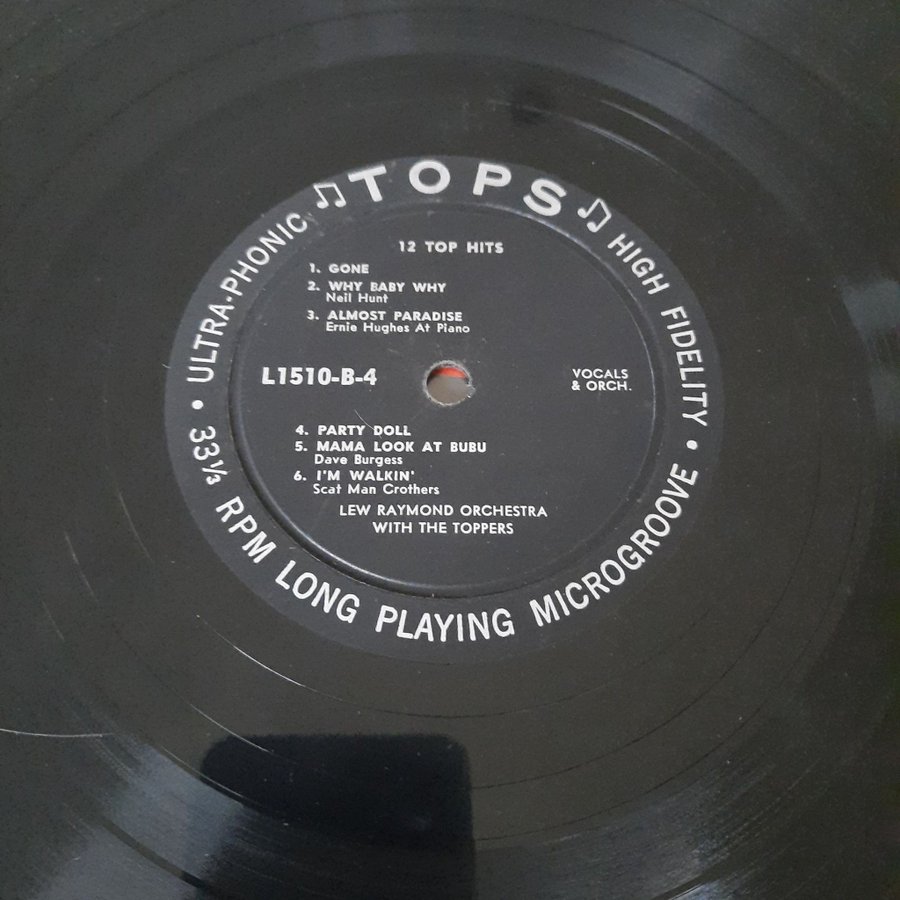 TOPS
ULTRA-PHONIC
HIGH FIDELITY
12 TOP HITS
1. GONE
2. WHY BABY WHY
Neil Hunt
3. ALMOST PARADISE
Ernie Hughes At Piano
L1510-B-4
VOCALS
& ORCH.
4. PARTY DOLL
5. MAMA LOOK AT BUBU
Dave Burgess
6. I'M WALKIN'
Scat Man Crothers
LEW RAYMOND ORCHESTRA
WITH THE TOPPERS
33⅓ RPM LONG PLAYING MICROGROOVE